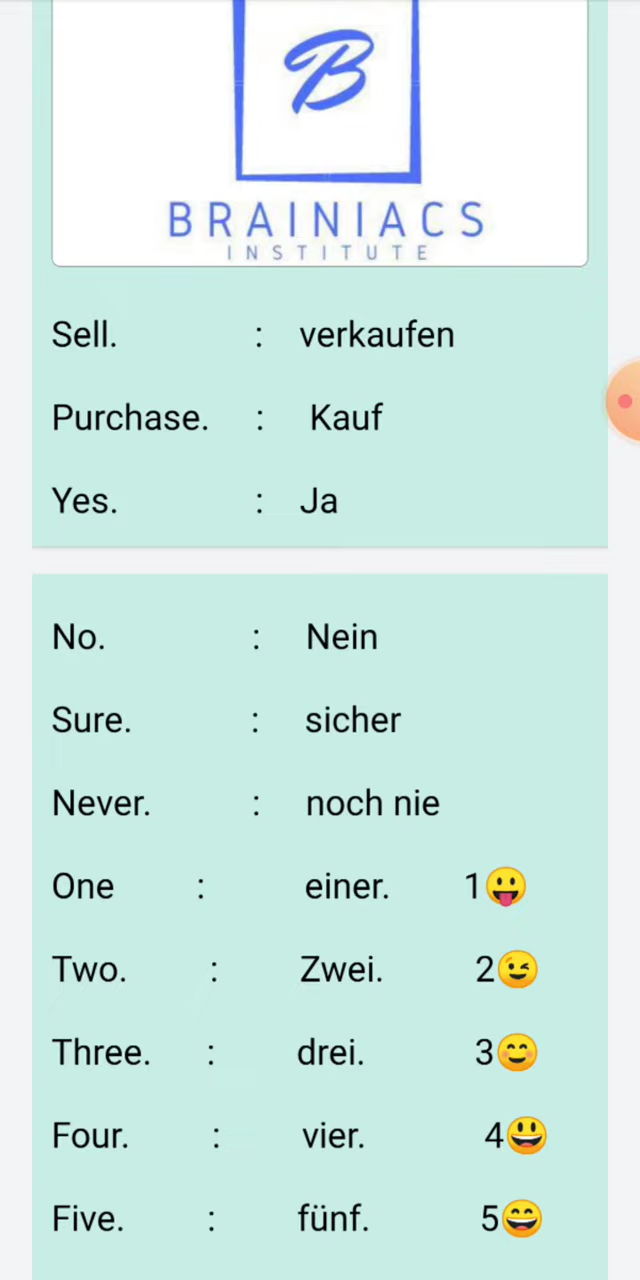 B
BRAINIACS
INSTITUTE
Sell. : verkaufen
Purchase. : Kauf
Yes. : Ja
No. : Nein
Sure. : sicher
Never. : noch nie
One : einer. 1😛
Two. : Zwei. 2😉
Three. : drei. 3😊
Four. : vier. 4😃
Five. : fünf. 5😄